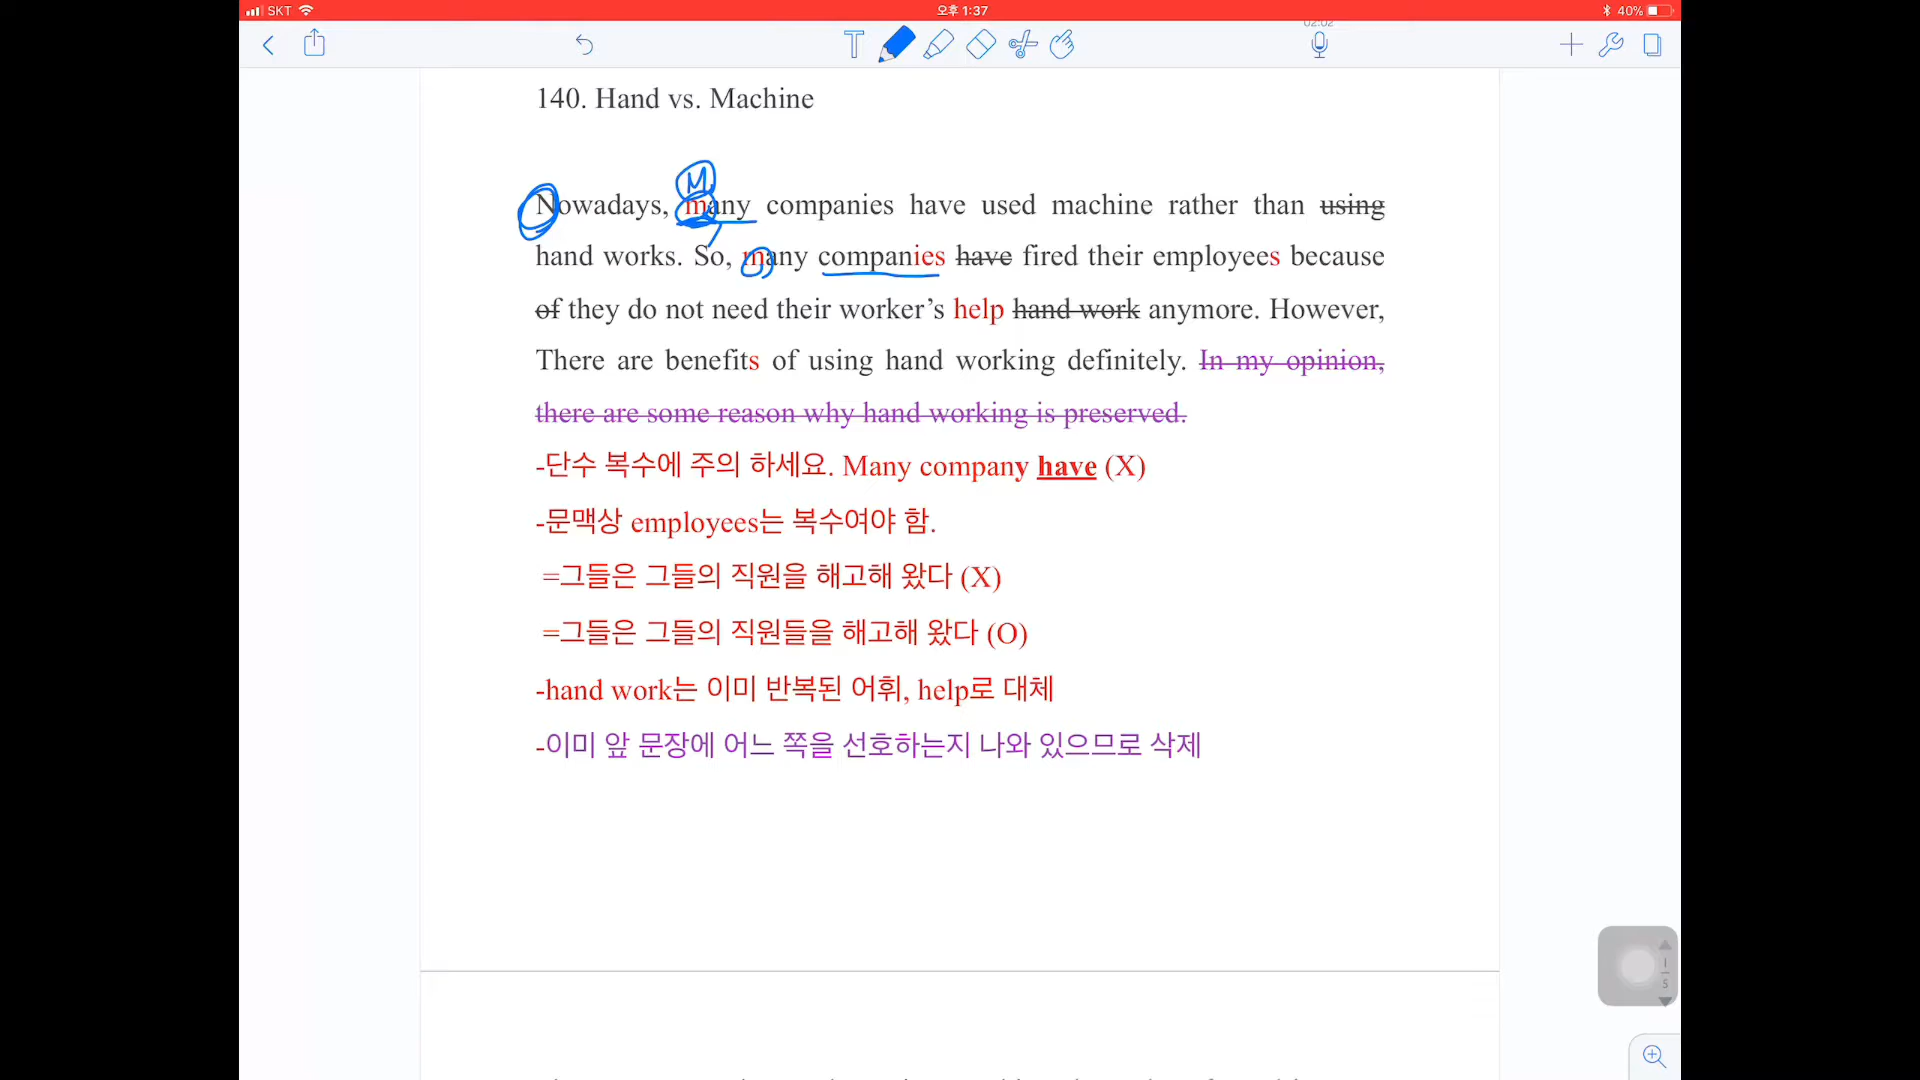 SKT 오후 1:37 40%
02:02
140. Hand vs. Machine
M
Nowadays, many companies have used machine rather than using
hand works. So, many companies have fired their employees because
of they do not need their worker’s help hand work anymore. However,
There are benefits of using hand working definitely. In my opinion,
there are some reason why hand working is preserved.
-단수 복수에 주의 하세요. Many company have (X)
-문맥상 employees는 복수여야 함.
=그들은 그들의 직원을 해고해 왔다 (X)
=그들은 그들의 직원들을 해고해 왔다 (O)
-hand work는 이미 반복된 어휘, help로 대체
-이미 앞 문장에 어느 쪽을 선호하는지 나와 있으므로 삭제
1
5